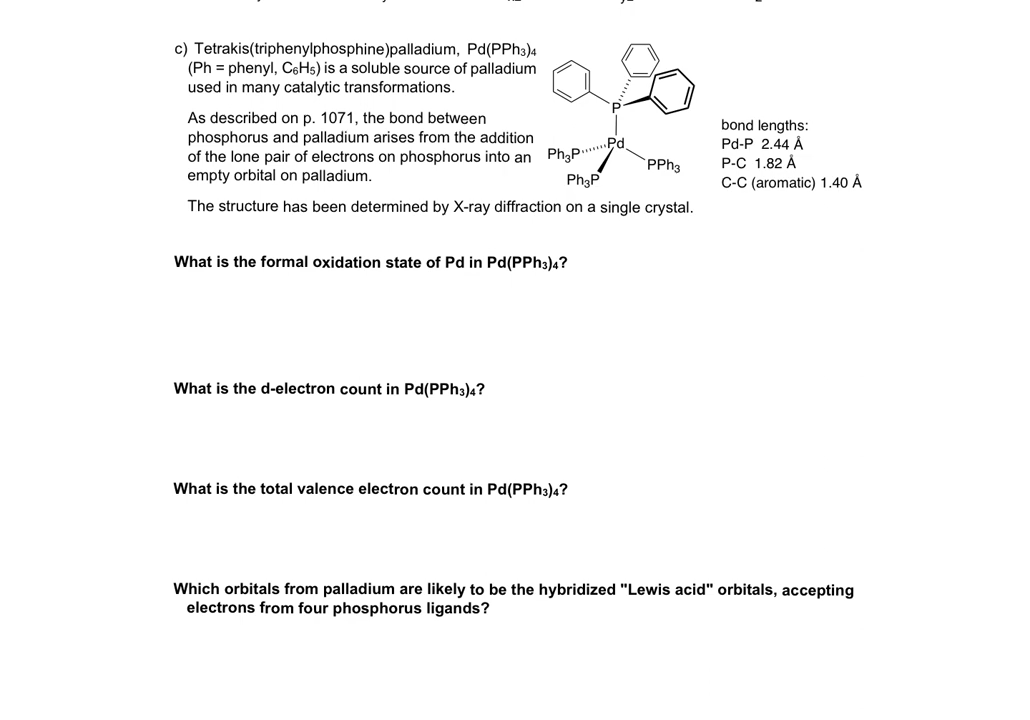 c) Tetrakis(triphenylphosphine)palladium, Pd(PPh3)4
(Ph = phenyl, C6H5) is a soluble source of palladium
used in many catalytic transformations.
As described on p. 1071, the bond between
phosphorus and palladium arises from the addition
of the lone pair of electrons on phosphorus into an
empty orbital on palladium.
P
Pd
Ph3P
PPh3
Ph3P
bond lengths:
Pd-P 2.44 Å
P-C 1.82 Å
C-C (aromatic) 1.40 Å
The structure has been determined by X-ray diffraction on a single crystal.
What is the formal oxidation state of Pd in Pd(PPh3)4?
What is the d-electron count in Pd(PPh3)4?
What is the total valence electron count in Pd(PPh3)4?
Which orbitals from palladium are likely to be the hybridized "Lewis acid" orbitals, accepting
electrons from four phosphorus ligands?